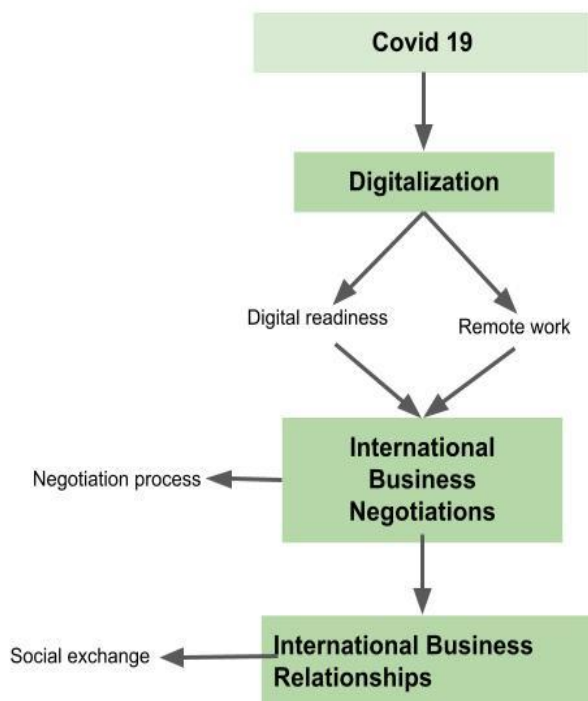 Covid 19
Digitalization
Digital readiness
Remote work
International
Business
Negotiations
Negotiation process
International Business
Relationships
Social exchange